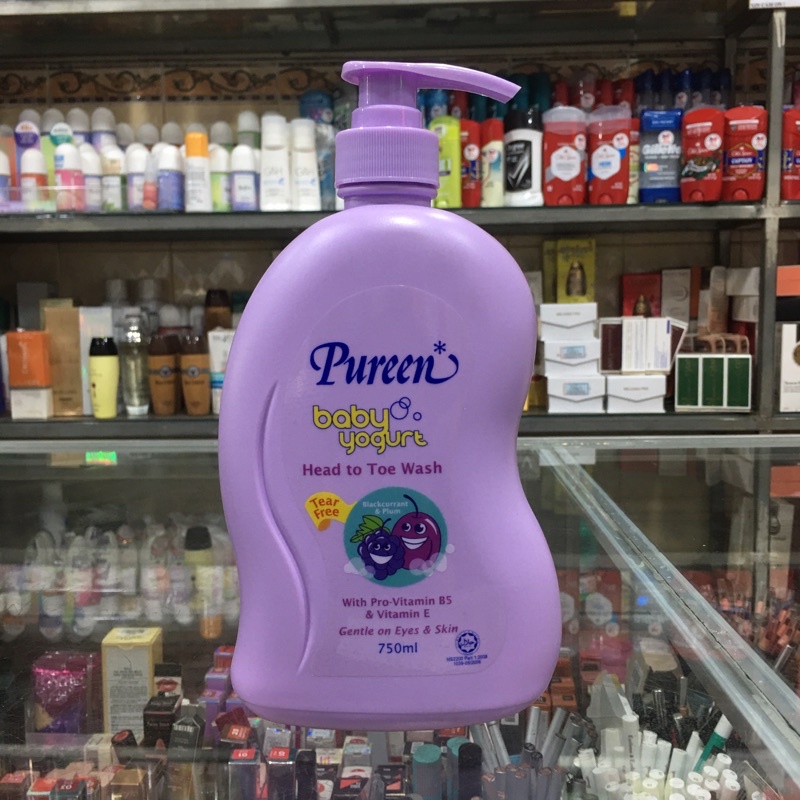 Pureen*
baby
yogurt
Head to Toe Wash
Tear
Free
Blackcurrant
& Plum
With Pro-Vitamin B5
& Vitamin E
Gentle on Eyes & Skin
750ml
Gillette